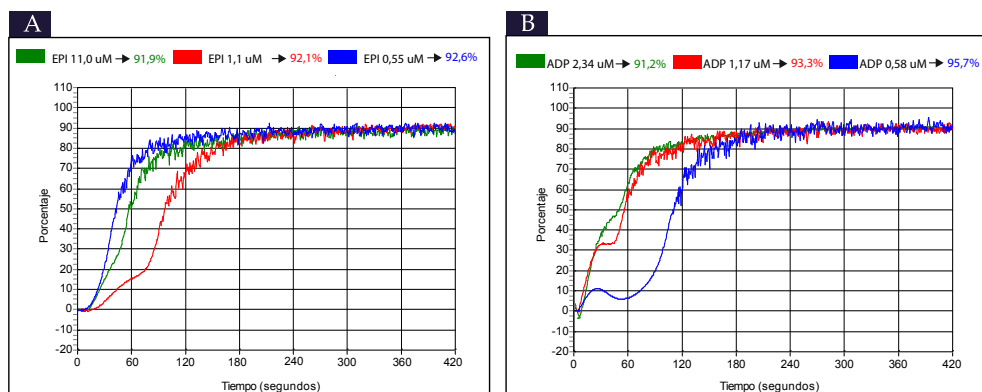 A
EPI 11,0 uM → 91,9% EPI 1,1 uM → 92,1% EPI 0,55 uM → 92,6%
110
100
90
80
70
60
50
40
30
20
10
0
-10
-20
Porcentaje
0 60 120 180 240 300 360 420
Tiempo (segundos)
B
ADP 2,34 uM → 91,2% ADP 1,17 uM → 93,3% ADP 0,58 uM → 95,7%
110
100
90
80
70
60
50
40
30
20
10
0
-10
-20
Porcentaje
0 60 120 180 240 300 360 420
Tiempo (segundos)